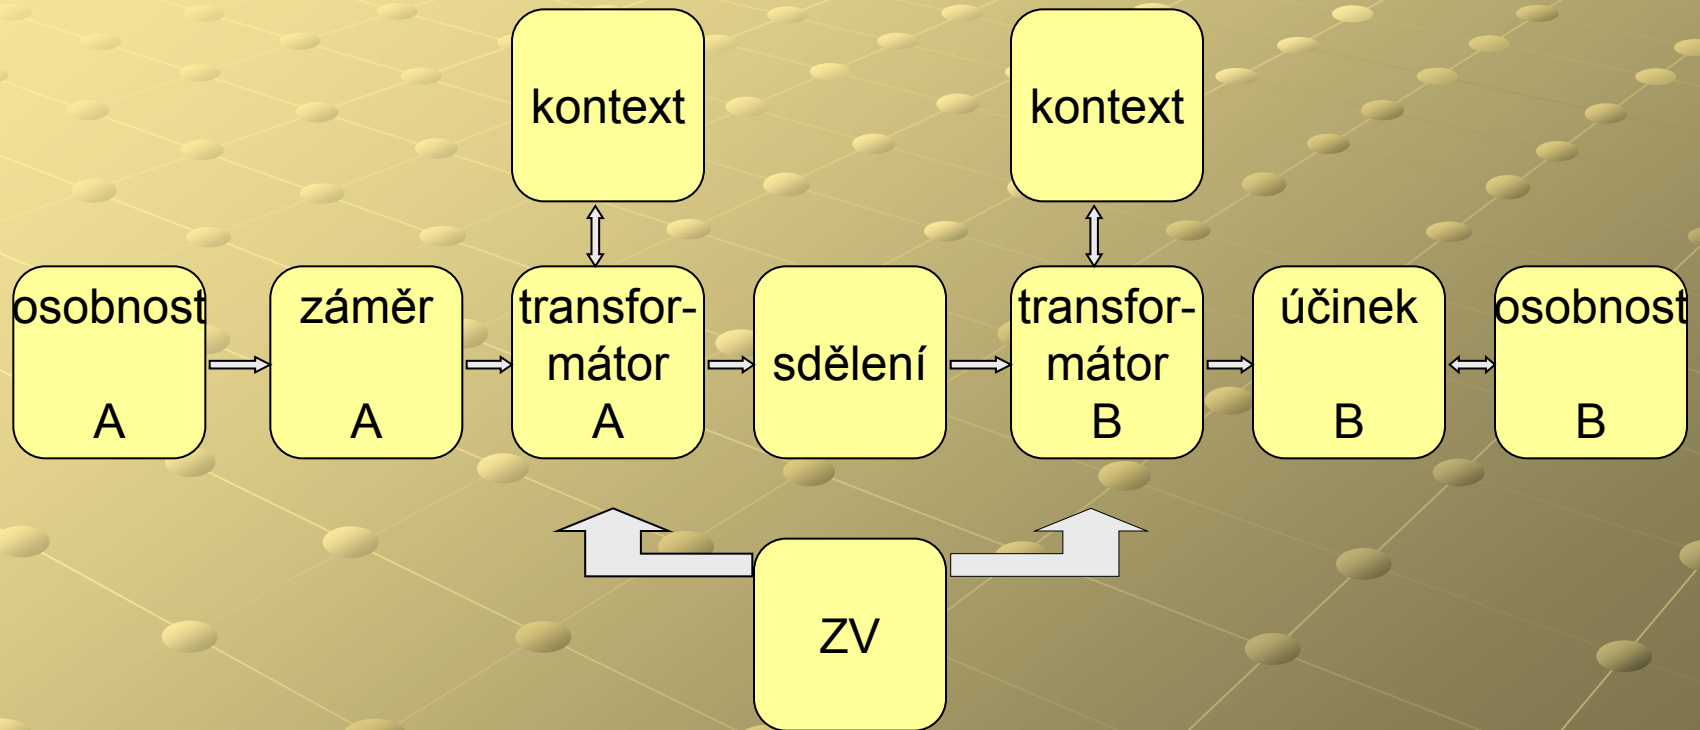 kontext
kontext
osobnost
A
záměr
A
transfor-
mátor
A
sdělení
transfor-
mátor
B
účinek
B
osobnost
B
ZV